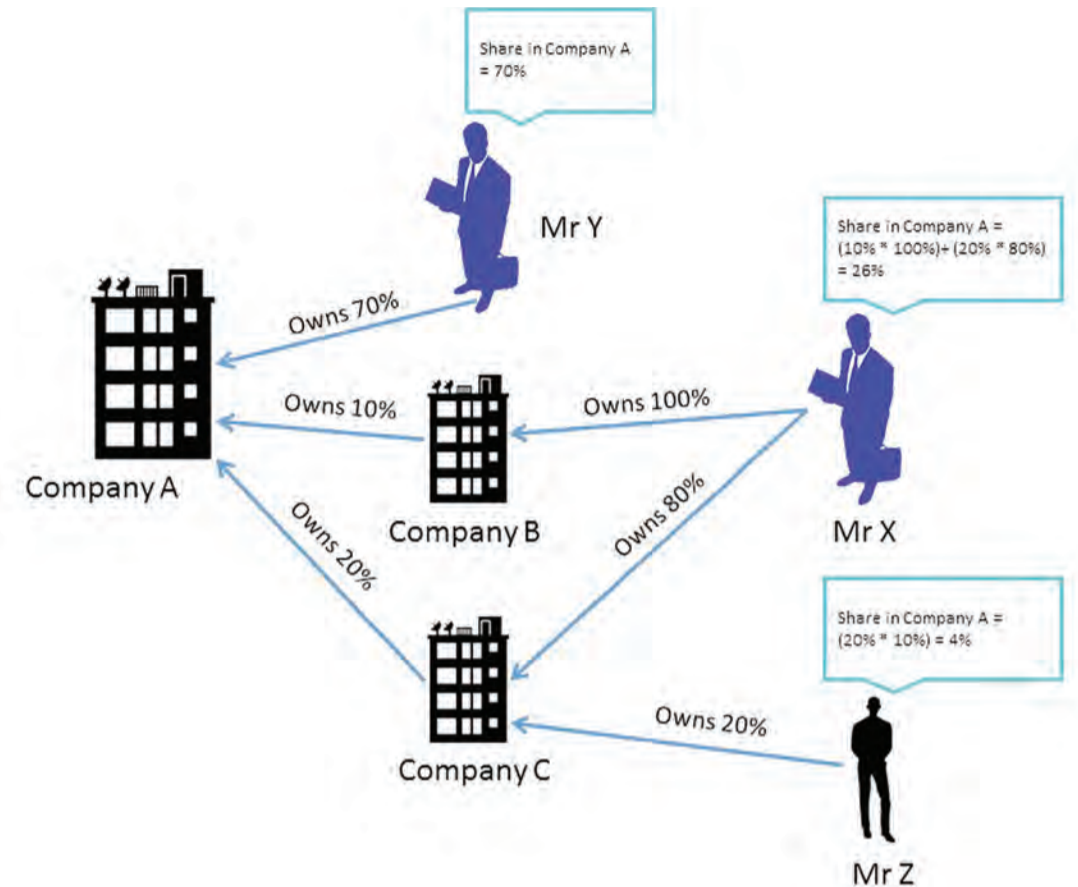 Share in Company A
= 70%
Mr Y
Share in Company A =
(10% * 100%)+ (20% * 80%)
= 26%
Owns 70%
Owns 10%
Owns 100%
Company A
Company B
Owns 80%
Mr X
Owns 20%
Share in Company A =
(20% * 10%) = 4%
Owns 20%
Company C
Mr Z